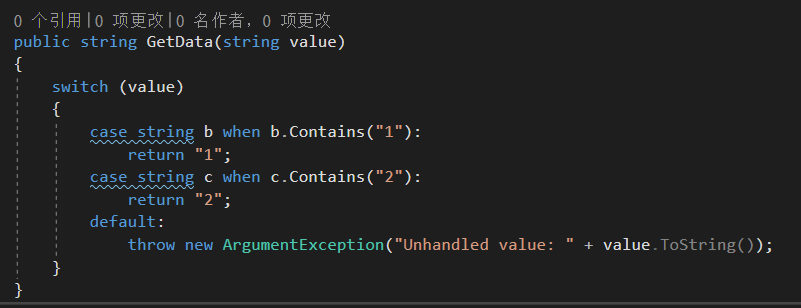 0 个引用|0 项更改|0 名作者, 0 项更改
public string GetData(string value)
{
    switch (value)
    {
        case string b when b.Contains("1"):
            return "1";
        case string c when c.Contains("2"):
            return "2";
        default:
            throw new ArgumentException("Unhandled value: " + value.ToString());
    }
}